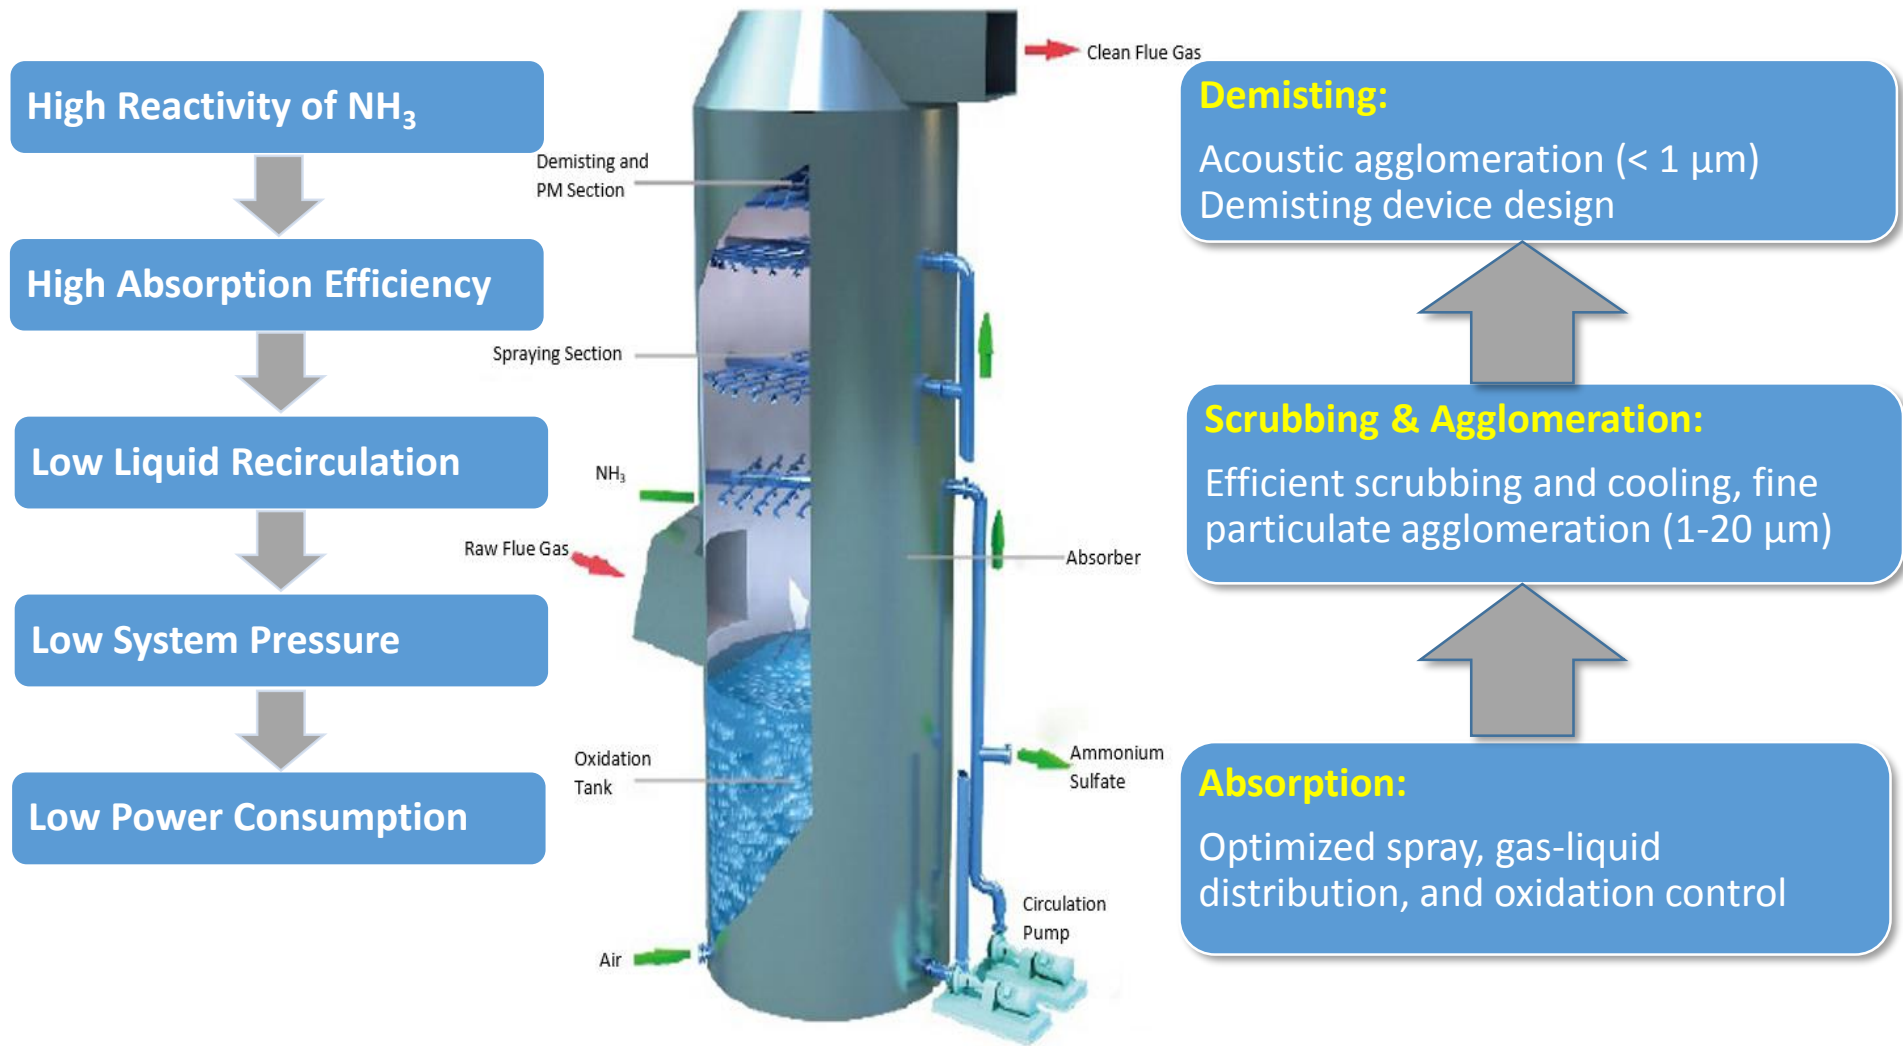 High Reactivity of NH₃
High Absorption Efficiency
Low Liquid Recirculation
Low System Pressure
Low Power Consumption
Clean Flue Gas
Demisting and
PM Section
Spraying Section
NH₃
Raw Flue Gas
Absorber
Oxidation
Tank
Ammonium
Sulfate
Circulation
Pump
Air
Demisting:
Acoustic agglomeration (< 1 µm)
Demisting device design
Scrubbing & Agglomeration:
Efficient scrubbing and cooling, fine
particulate agglomeration (1-20 µm)
Absorption:
Optimized spray, gas-liquid
distribution, and oxidation control